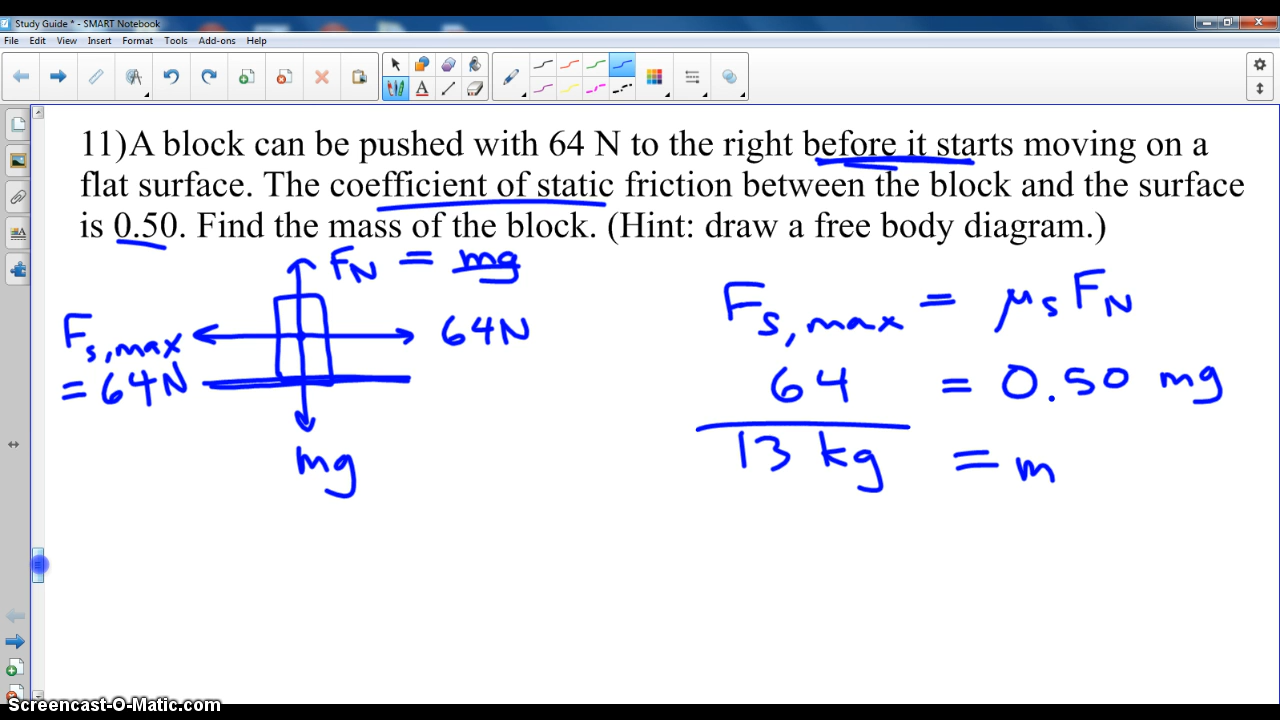 Study Guide * - SMART Notebook
File Edit View Insert Format Tools Add-ons Help
11)A block can be pushed with 64 N to the right before it starts moving on a
flat surface. The coefficient of static friction between the block and the surface
is 0.50. Find the mass of the block. (Hint: draw a free body diagram.)
FN = mg
Fs,max
= 64N
64N
mg
Fs,max = μs FN
64 = 0.50 mg
13 kg = m
Screencast-O-Matic.com